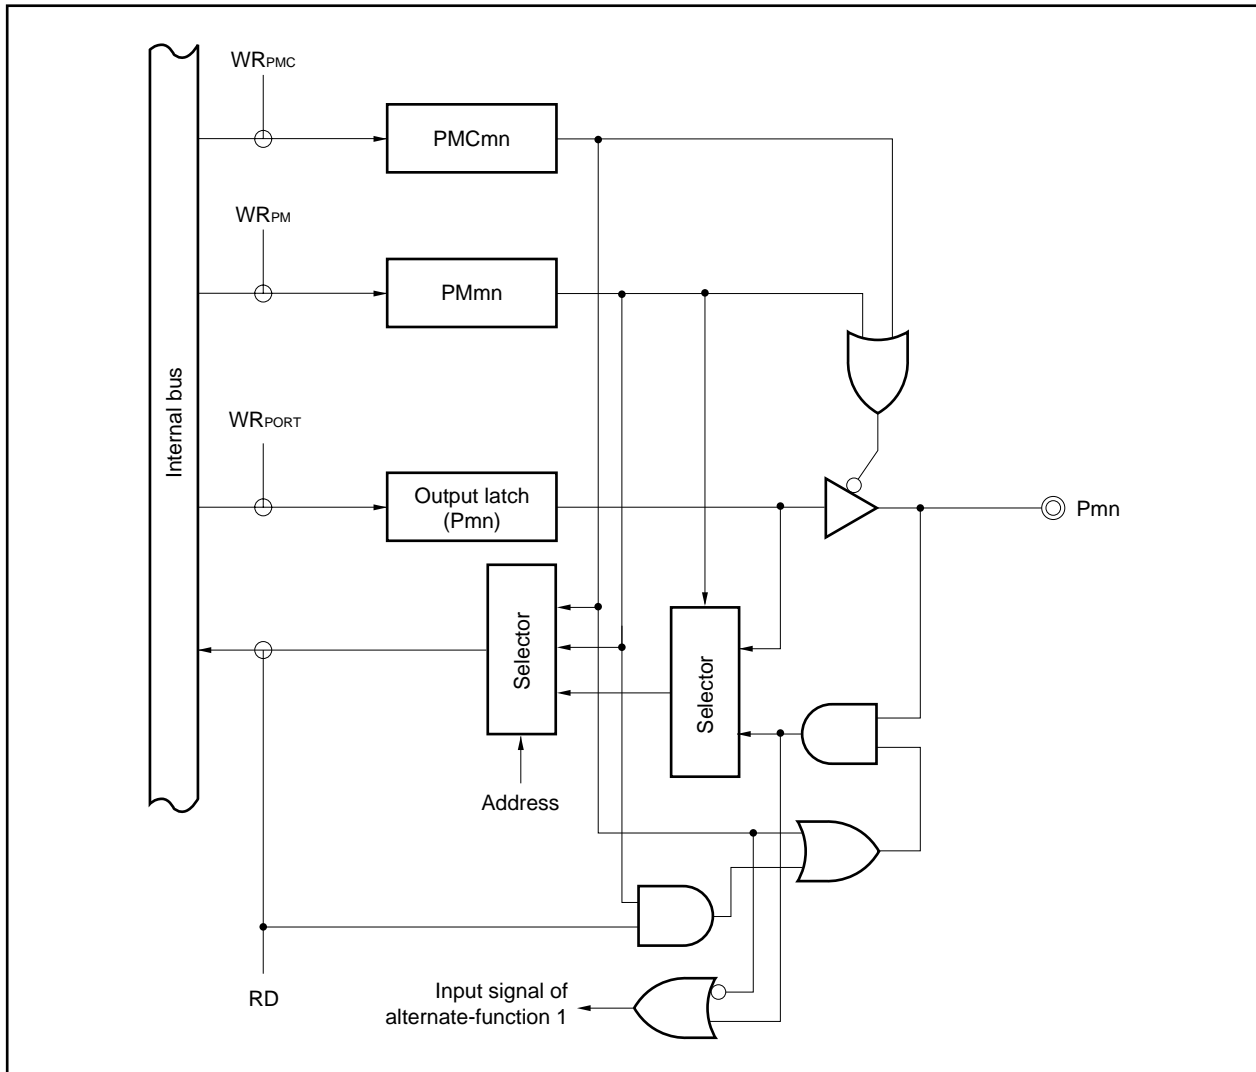 WRPMC
PMCmn
WRPM
PMmn
Internal bus
WRPORT
Output latch
(Pmn)
Pmn
Selector
Selector
Address
RD
Input signal of
alternate-function 1